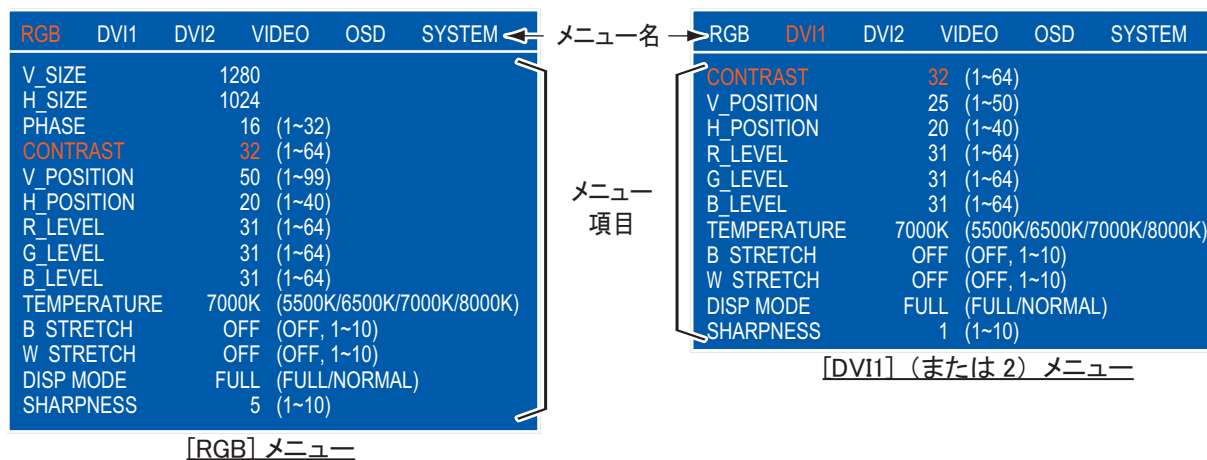 RGB DVI1 DVI2 VIDEO OSD SYSTEM
V_SIZE 1280
H_SIZE 1024
PHASE 16 (1~32)
CONTRAST 32 (1~64)
V_POSITION 50 (1~99)
H_POSITION 20 (1~40)
R_LEVEL 31 (1~64)
G_LEVEL 31 (1~64)
B_LEVEL 31 (1~64)
TEMPERATURE 7000K (5500K/6500K/7000K/8000K)
B STRETCH OFF (OFF, 1~10)
W STRETCH OFF (OFF, 1~10)
DISP MODE FULL (FULL/NORMAL)
SHARPNESS 5 (1~10)
[RGB] メニュー
メニュー名
メニュー
項目
RGB DVI1 DVI2 VIDEO OSD SYSTEM
CONTRAST 32 (1~64)
V_POSITION 25 (1~50)
H_POSITION 20 (1~40)
R_LEVEL 31 (1~64)
G_LEVEL 31 (1~64)
B_LEVEL 31 (1~64)
TEMPERATURE 7000K (5500K/6500K/7000K/8000K)
B STRETCH OFF (OFF, 1~10)
W STRETCH OFF (OFF, 1~10)
DISP MODE FULL (FULL/NORMAL)
SHARPNESS 1 (1~10)
[DVI1] (または 2) メニュー